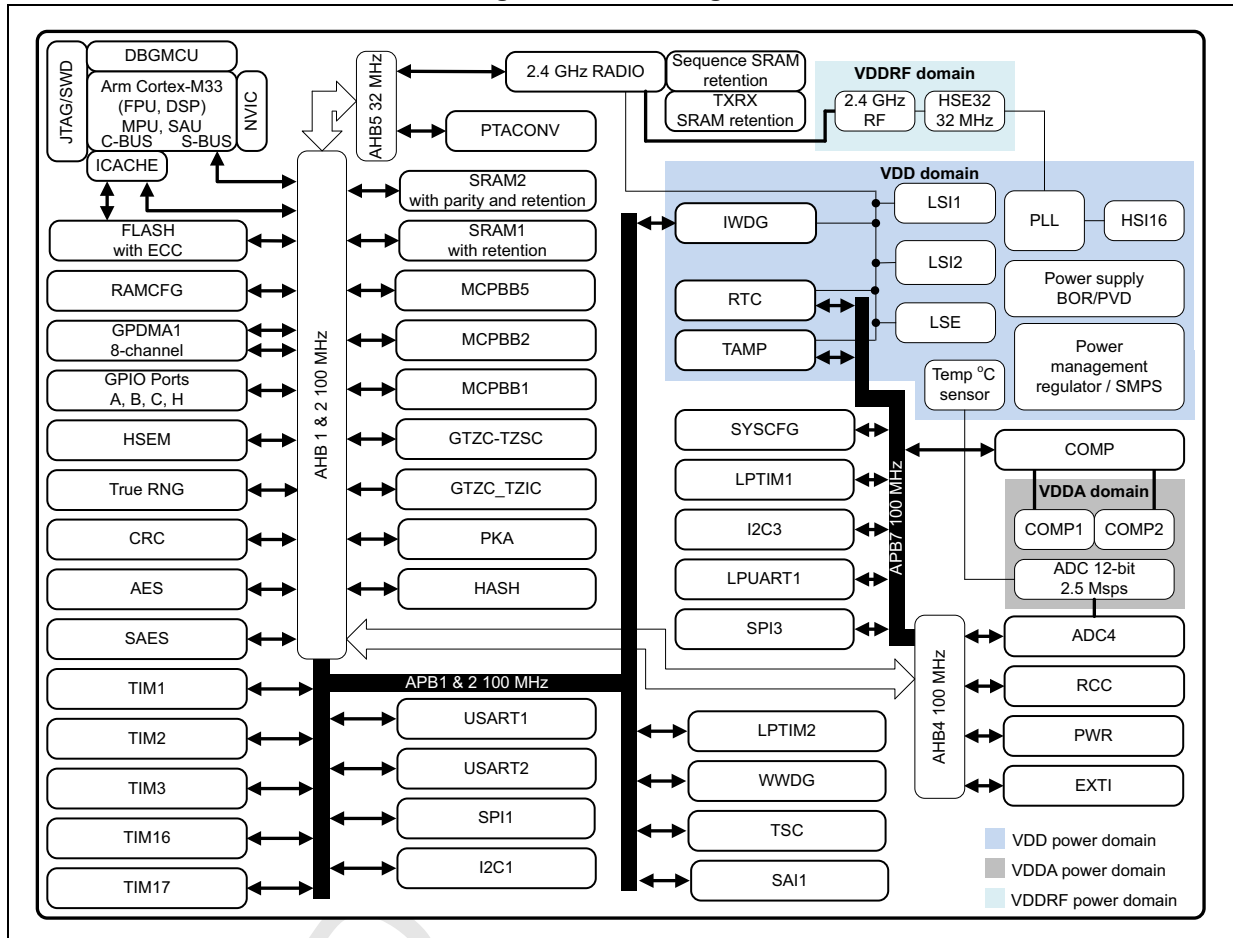 JTAG/SWD
DBGMCU
Arm Cortex-M33
(FPU, DSP)
MPU, SAU
C-BUS S-BUS
NVIC
ICACHE
FLASH
with ECC
RAMCFG
GPDMA1
8-channel
GPIO Ports
A, B, C, H
HSEM
True RNG
CRC
AES
SAES
TIM1
TIM2
TIM3
TIM16
TIM17
AHB5 32 MHz
AHB 1 & 2 100 MHz
2.4 GHz RADIO
Sequence SRAM
retention
TXRX
SRAM retention
PTACONV
SRAM2
with parity and retention
SRAM1
with retention
MCPBB5
MCPBB2
MCPBB1
GTZC-TZSC
GTZC_TZIC
PKA
HASH
APB1 & 2 100 MHz
USART1
USART2
SPI1
I2C1
VDDRF domain
2.4 GHz
RF
HSE32
32 MHz
VDD domain
IWDG
RTC
TAMP
LSI1
LSI2
LSE
PLL
HSI16
Power supply
BOR/PVD
Power
management
regulator / SMPS
Temp °C
sensor
SYSCFG
LPTIM1
I2C3
LPUART1
SPI3
APB7 100 MHz
COMP
VDDA domain
COMP1
COMP2
ADC 12-bit
2.5 Msps
AHB4 100 MHz
ADC4
RCC
PWR
EXTI
LPTIM2
WWDG
TSC
SAI1
VDD power domain
VDDA power domain
VDDRF power domain